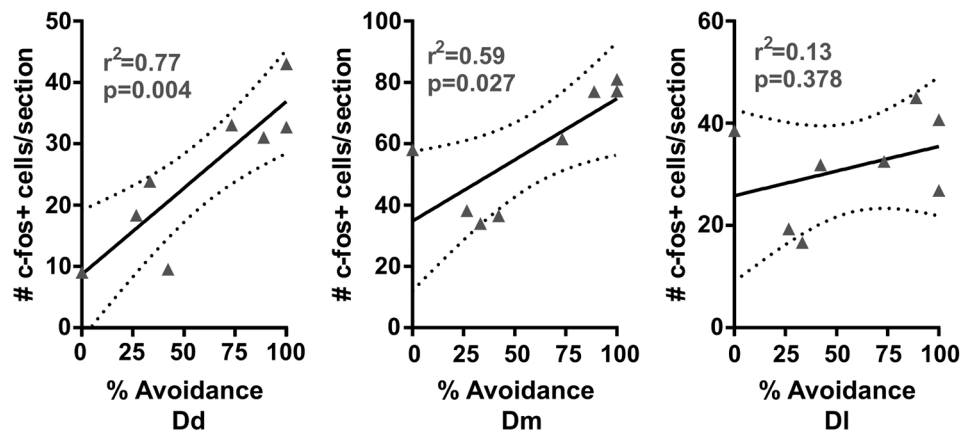 # c-fos+ cells/section
50
40
30
20
10
0
r²=0.77
p=0.004
0 25 50 75 100
% Avoidance
Dd
# c-fos+ cells/section
100
80
60
40
20
0
r²=0.59
p=0.027
0 25 50 75 100
% Avoidance
Dm
# c-fos+ cells/section
60
40
20
0
r²=0.13
p=0.378
0 25 50 75 100
% Avoidance
Dl